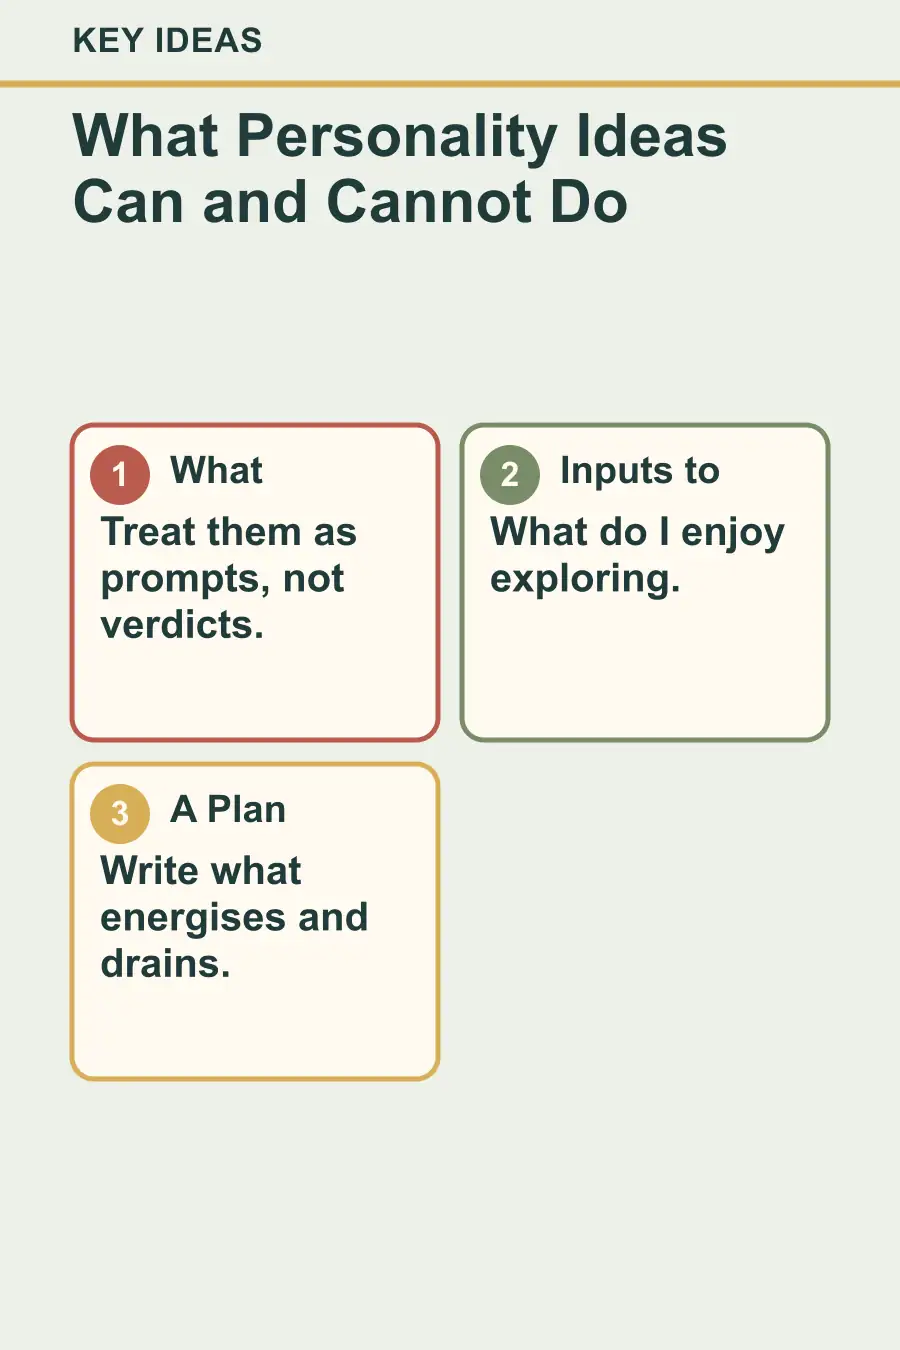 KEY IDEAS
What Personality Ideas
Can and Cannot Do
1 What
Treat them as
prompts, not
verdicts.
2 Inputs to
What do I enjoy
exploring.
3 A Plan
Write what
energises and
drains.